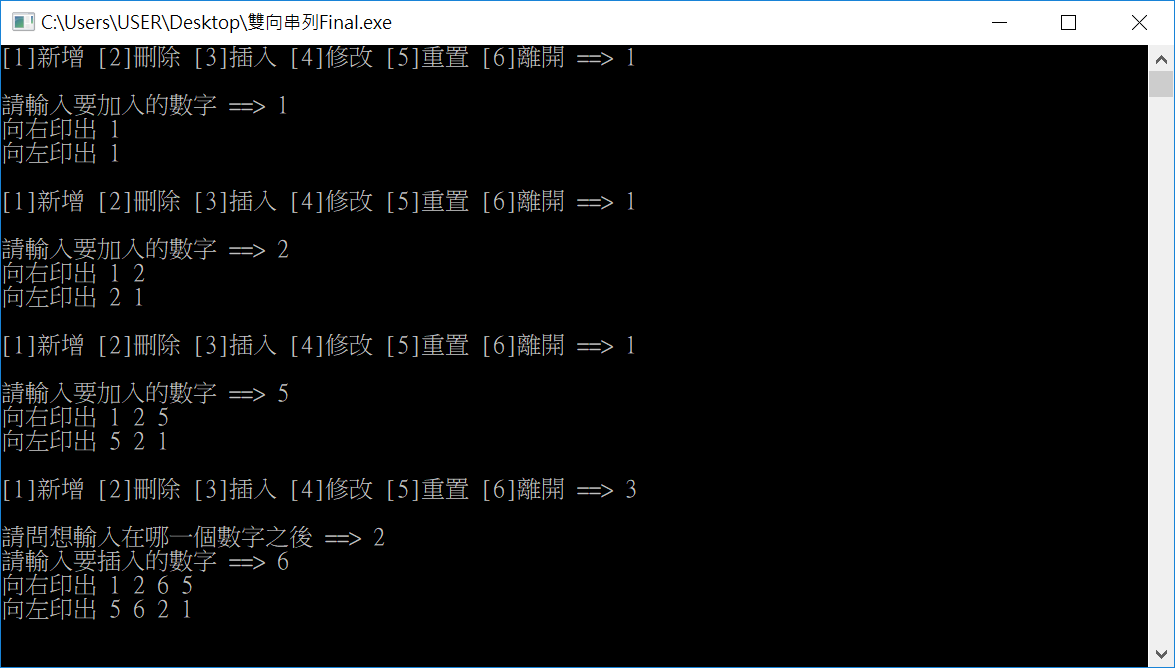 C:\Users\USER\Desktop\雙向串列Final.exe
[1]新增 [2]刪除 [3]插入 [4]修改 [5]重置 [6]離開 ==> 1
請輸入要加入的數字 ==> 1
向右印出 1
向左印出 1
[1]新增 [2]刪除 [3]插入 [4]修改 [5]重置 [6]離開 ==> 1
請輸入要加入的數字 ==> 2
向右印出 1 2
向左印出 2 1
[1]新增 [2]刪除 [3]插入 [4]修改 [5]重置 [6]離開 ==> 1
請輸入要加入的數字 ==> 5
向右印出 1 2 5
向左印出 5 2 1
[1]新增 [2]刪除 [3]插入 [4]修改 [5]重置 [6]離開 ==> 3
請問想輸入在哪一個數字之後 ==> 2
請輸入要插入的數字 ==> 6
向右印出 1 2 6 5
向左印出 5 6 2 1